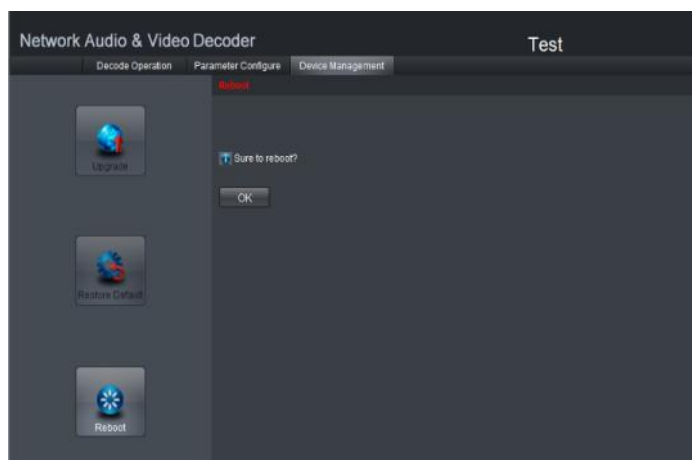 Network Audio & Video Decoder
Test
Decode Operation Parameter Configure Device Management
Reboot
Upgrade
Sure to reboot?
OK
Restore Default
Reboot